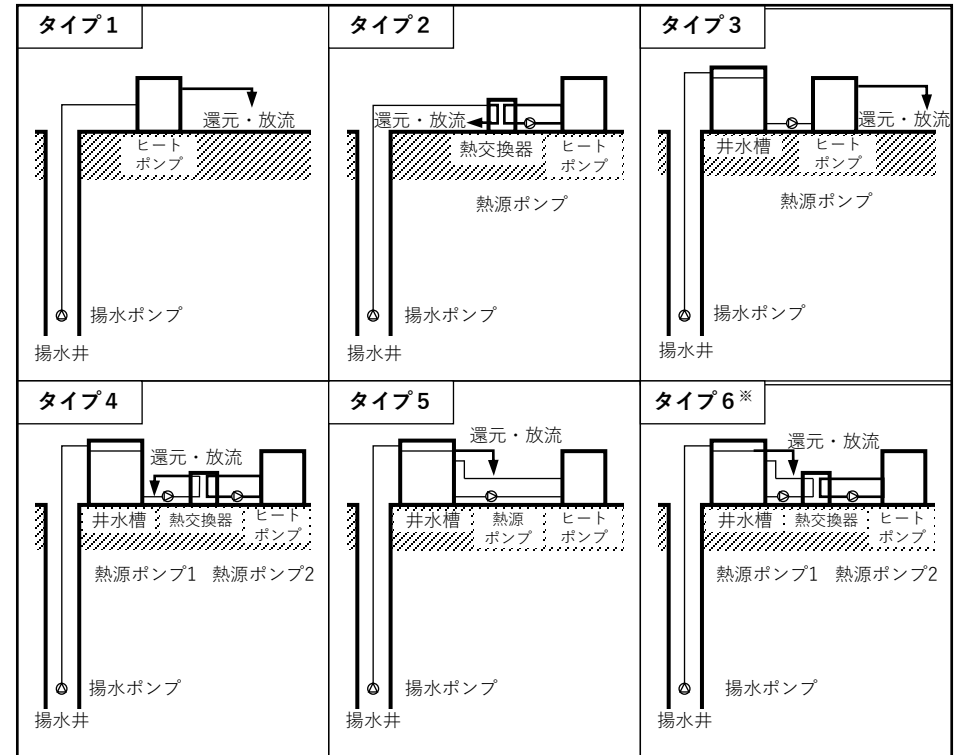 タイプ1
還元・放流
ヒート
ポンプ
揚水ポンプ
揚水井
タイプ2
還元・放流
熱交換器
ヒート
ポンプ
熱源ポンプ
揚水ポンプ
揚水井
タイプ3
還元・放流
井水槽
ヒート
ポンプ
熱源ポンプ
揚水ポンプ
揚水井
タイプ4
還元・放流
井水槽
熱交換器
ヒート
ポンプ
熱源ポンプ1
熱源ポンプ2
揚水ポンプ
揚水井
タイプ5
還元・放流
井水槽
熱源
ポンプ
ヒート
ポンプ
揚水ポンプ
揚水井
タイプ6※
還元・放流
井水槽
熱交換器
ヒート
ポンプ
熱源ポンプ1
熱源ポンプ2
揚水ポンプ
揚水井